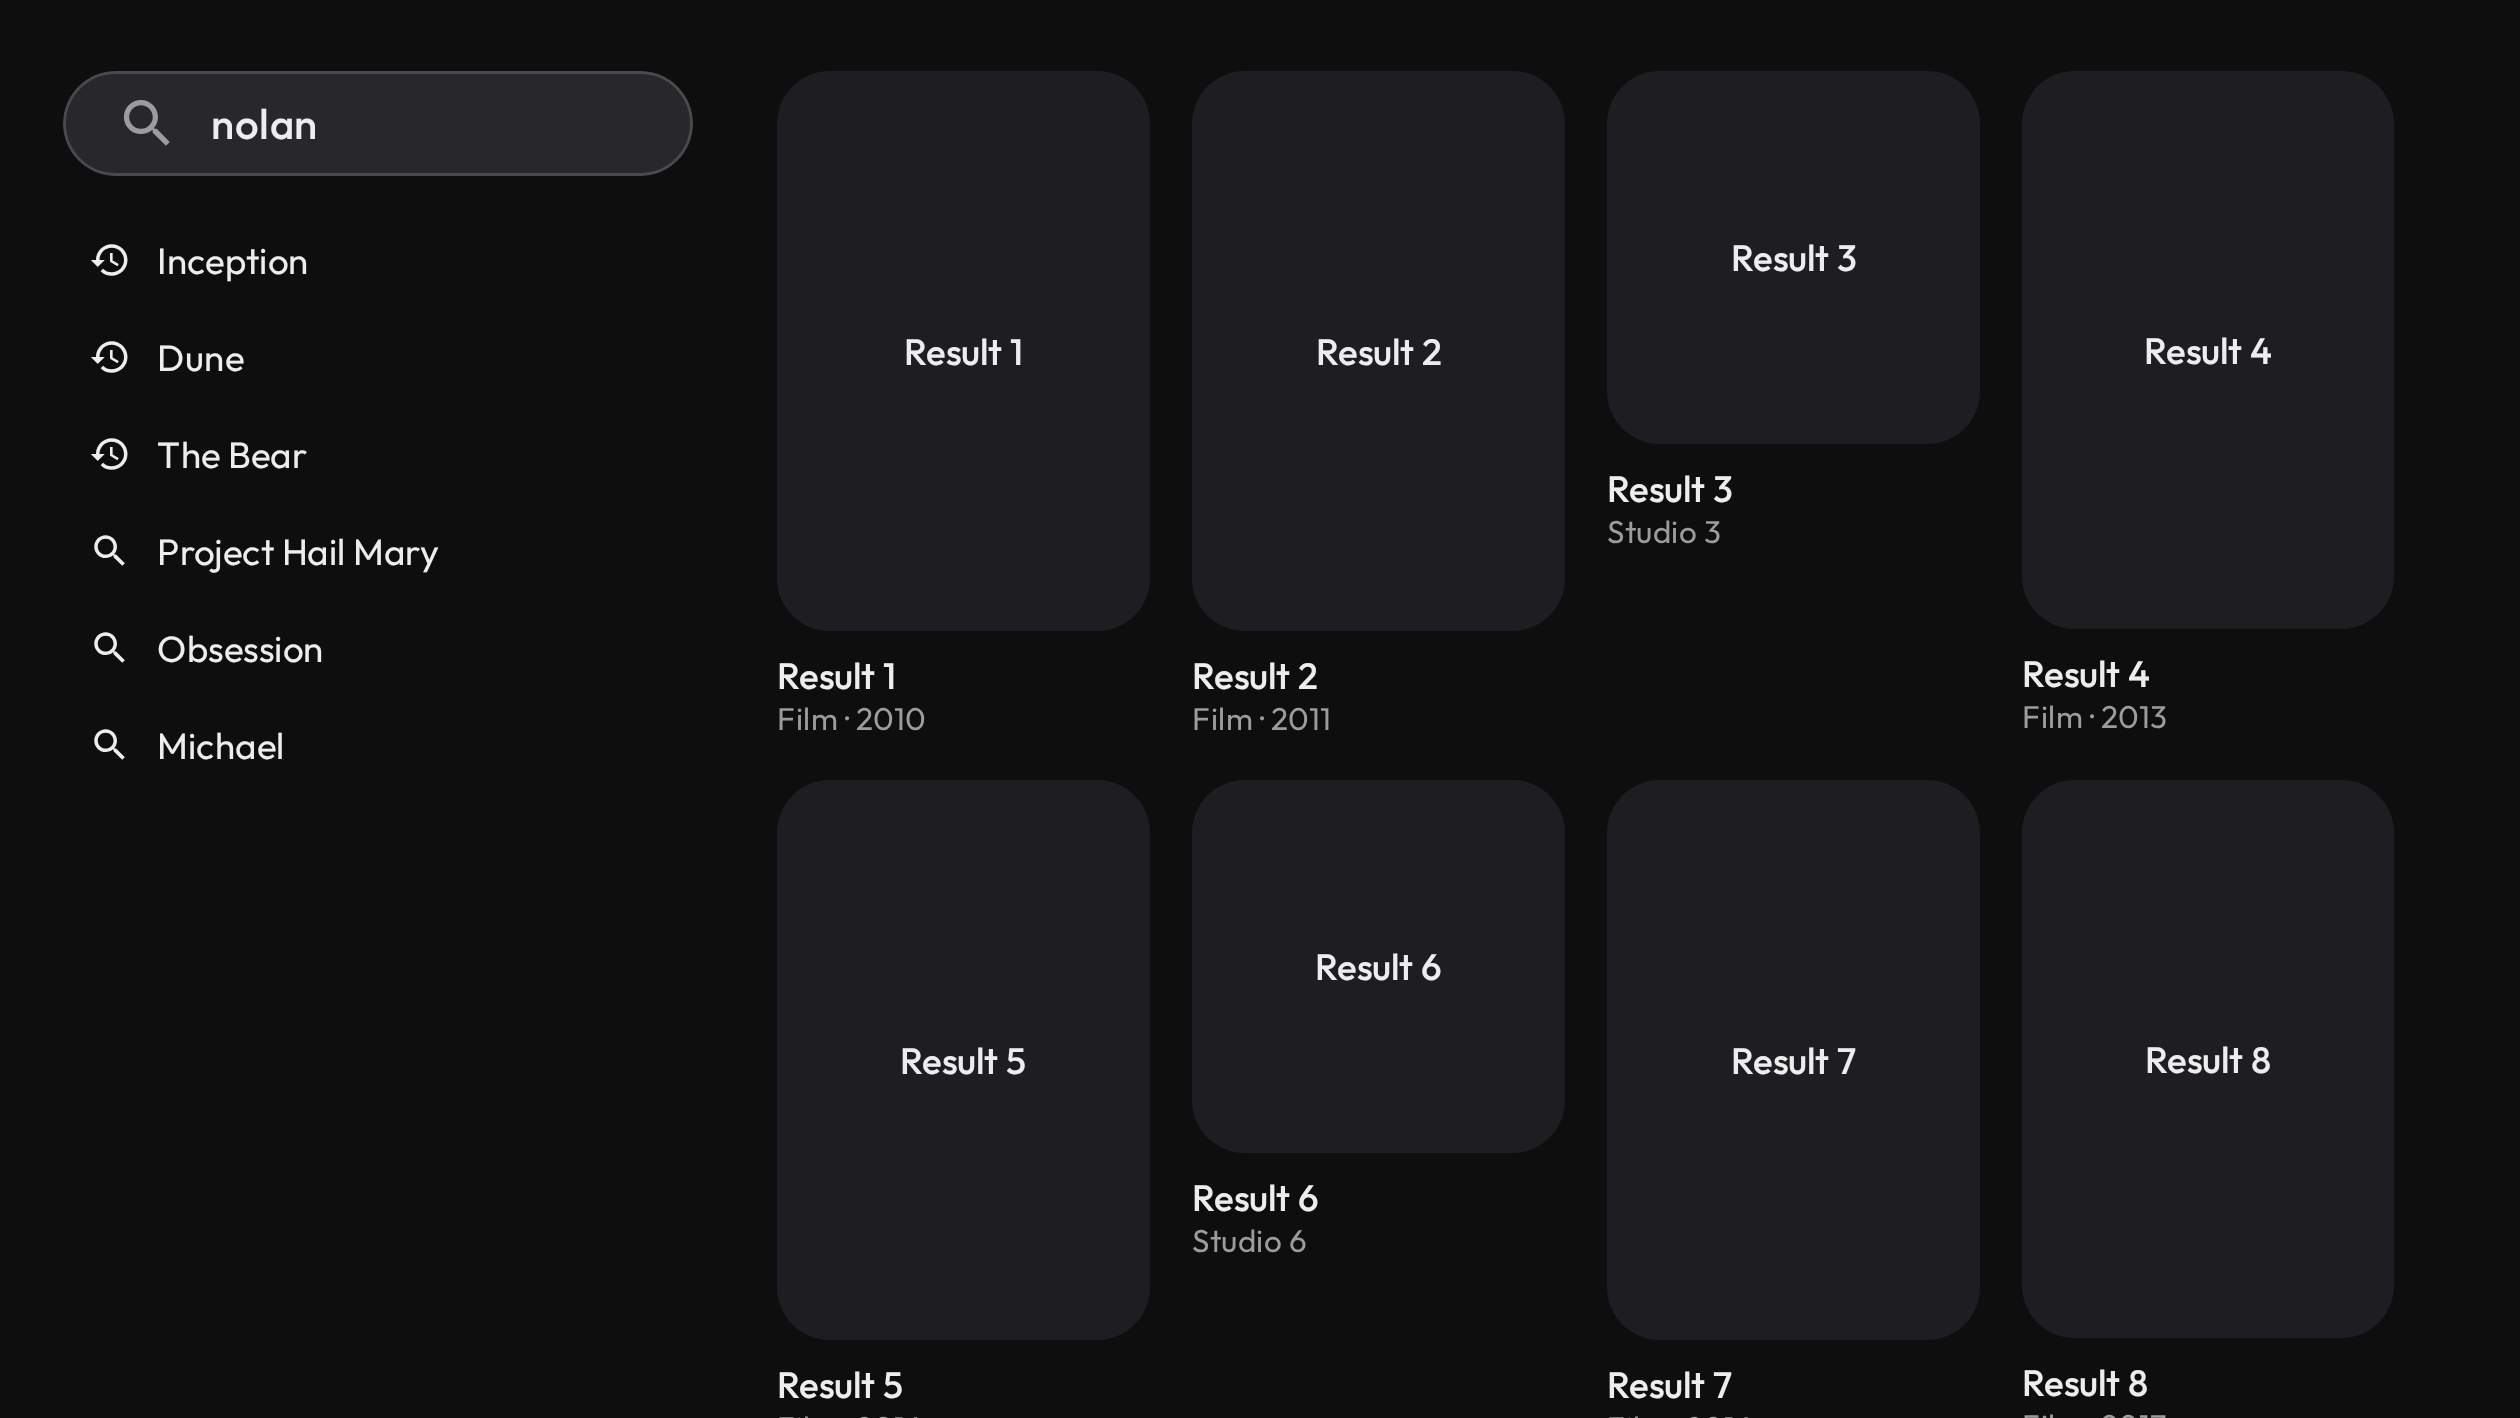 nolan
Inception
Dune
The Bear
Project Hail Mary
Obsession
Michael
Result 1
Result 1
Film · 2010
Result 2
Result 2
Film · 2011
Result 3
Result 3
Studio 3
Result 4
Result 4
Film · 2013
Result 5
Result 5
Result 6
Result 6
Studio 6
Result 7
Result 7
Result 8
Result 8